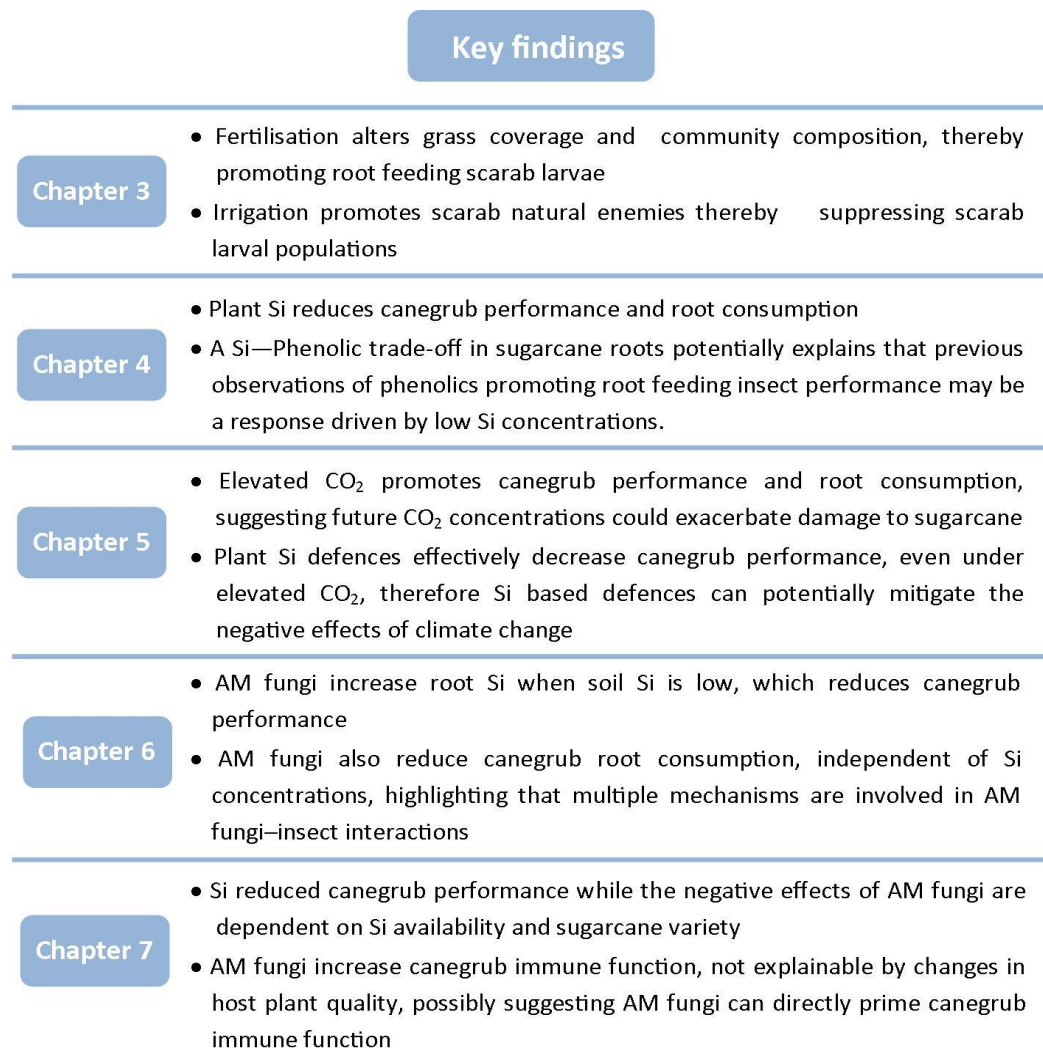 Key findings
Chapter 3
● Fertilisation alters grass coverage and community composition, thereby
promoting root feeding scarab larvae
● Irrigation promotes scarab natural enemies thereby suppressing scarab
larval populations
Chapter 4
● Plant Si reduces canegrub performance and root consumption
● A Si—Phenolic trade-off in sugarcane roots potentially explains that previous
observations of phenolics promoting root feeding insect performance may be
a response driven by low Si concentrations.
Chapter 5
● Elevated CO₂ promotes canegrub performance and root consumption,
suggesting future CO₂ concentrations could exacerbate damage to sugarcane
● Plant Si defences effectively decrease canegrub performance, even under
elevated CO₂, therefore Si based defences can potentially mitigate the
negative effects of climate change
Chapter 6
● AM fungi increase root Si when soil Si is low, which reduces canegrub
performance
● AM fungi also reduce canegrub root consumption, independent of Si
concentrations, highlighting that multiple mechanisms are involved in AM
fungi–insect interactions
Chapter 7
● Si reduced canegrub performance while the negative effects of AM fungi are
dependent on Si availability and sugarcane variety
● AM fungi increase canegrub immune function, not explainable by changes in
host plant quality, possibly suggesting AM fungi can directly prime canegrub
immune function